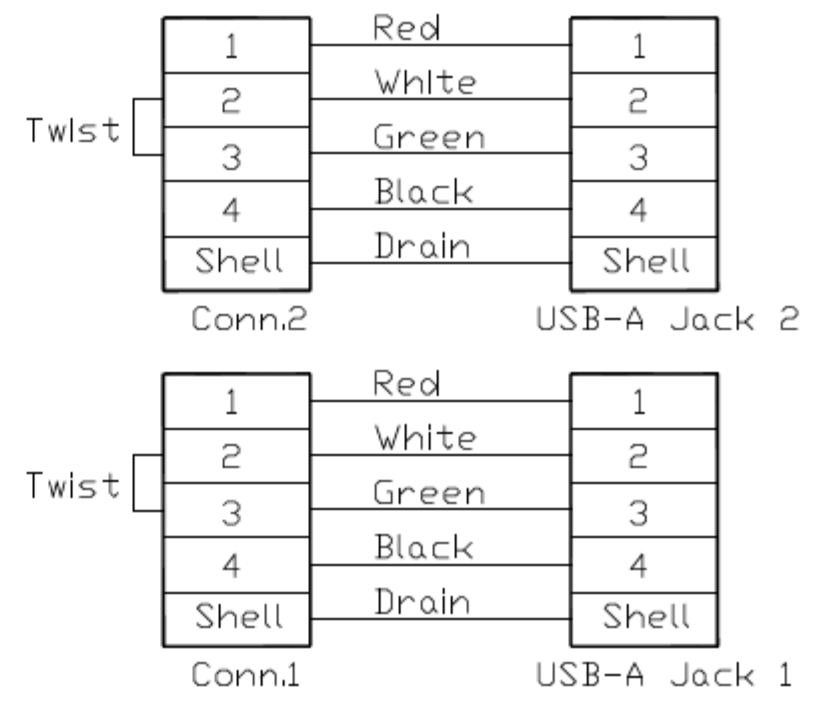 Red
1 1
White
2 2
Twist
Green
3 3
Black
4 4
Drain
Shell Shell
Conn.2 USB-A Jack 2
Red
1 1
White
2 2
Twist
Green
3 3
Black
4 4
Drain
Shell Shell
Conn.1 USB-A Jack 1